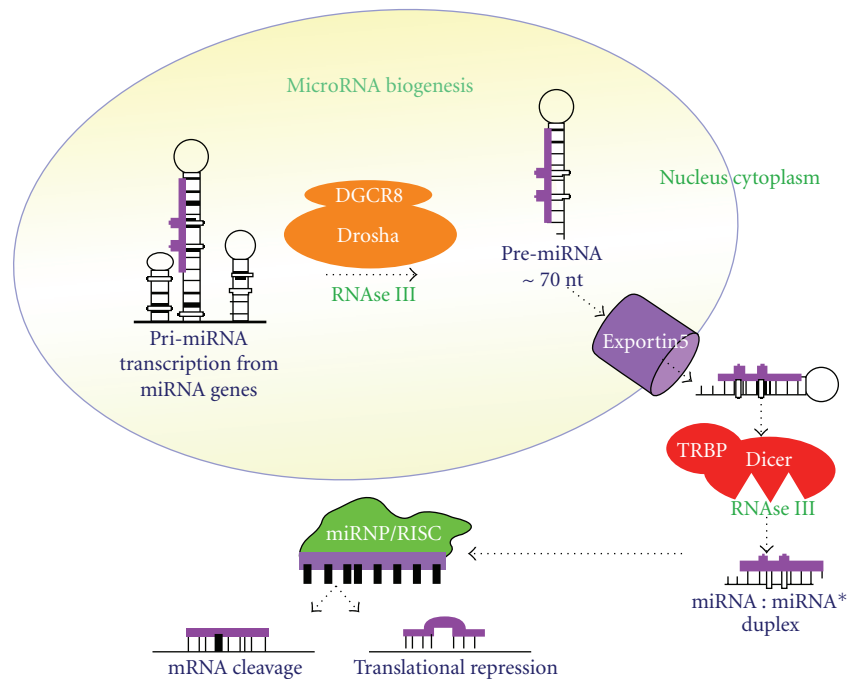 MicroRNA biogenesis
Nucleus cytoplasm
DGCR8
Drosha
RNAse III
Pre-miRNA
~ 70 nt
Pri-miRNA
transcription from
miRNA genes
Exportin5
TRBP
Dicer
RNAse III
miRNP/RISC
miRNA : miRNA*
duplex
mRNA cleavage
Translational repression